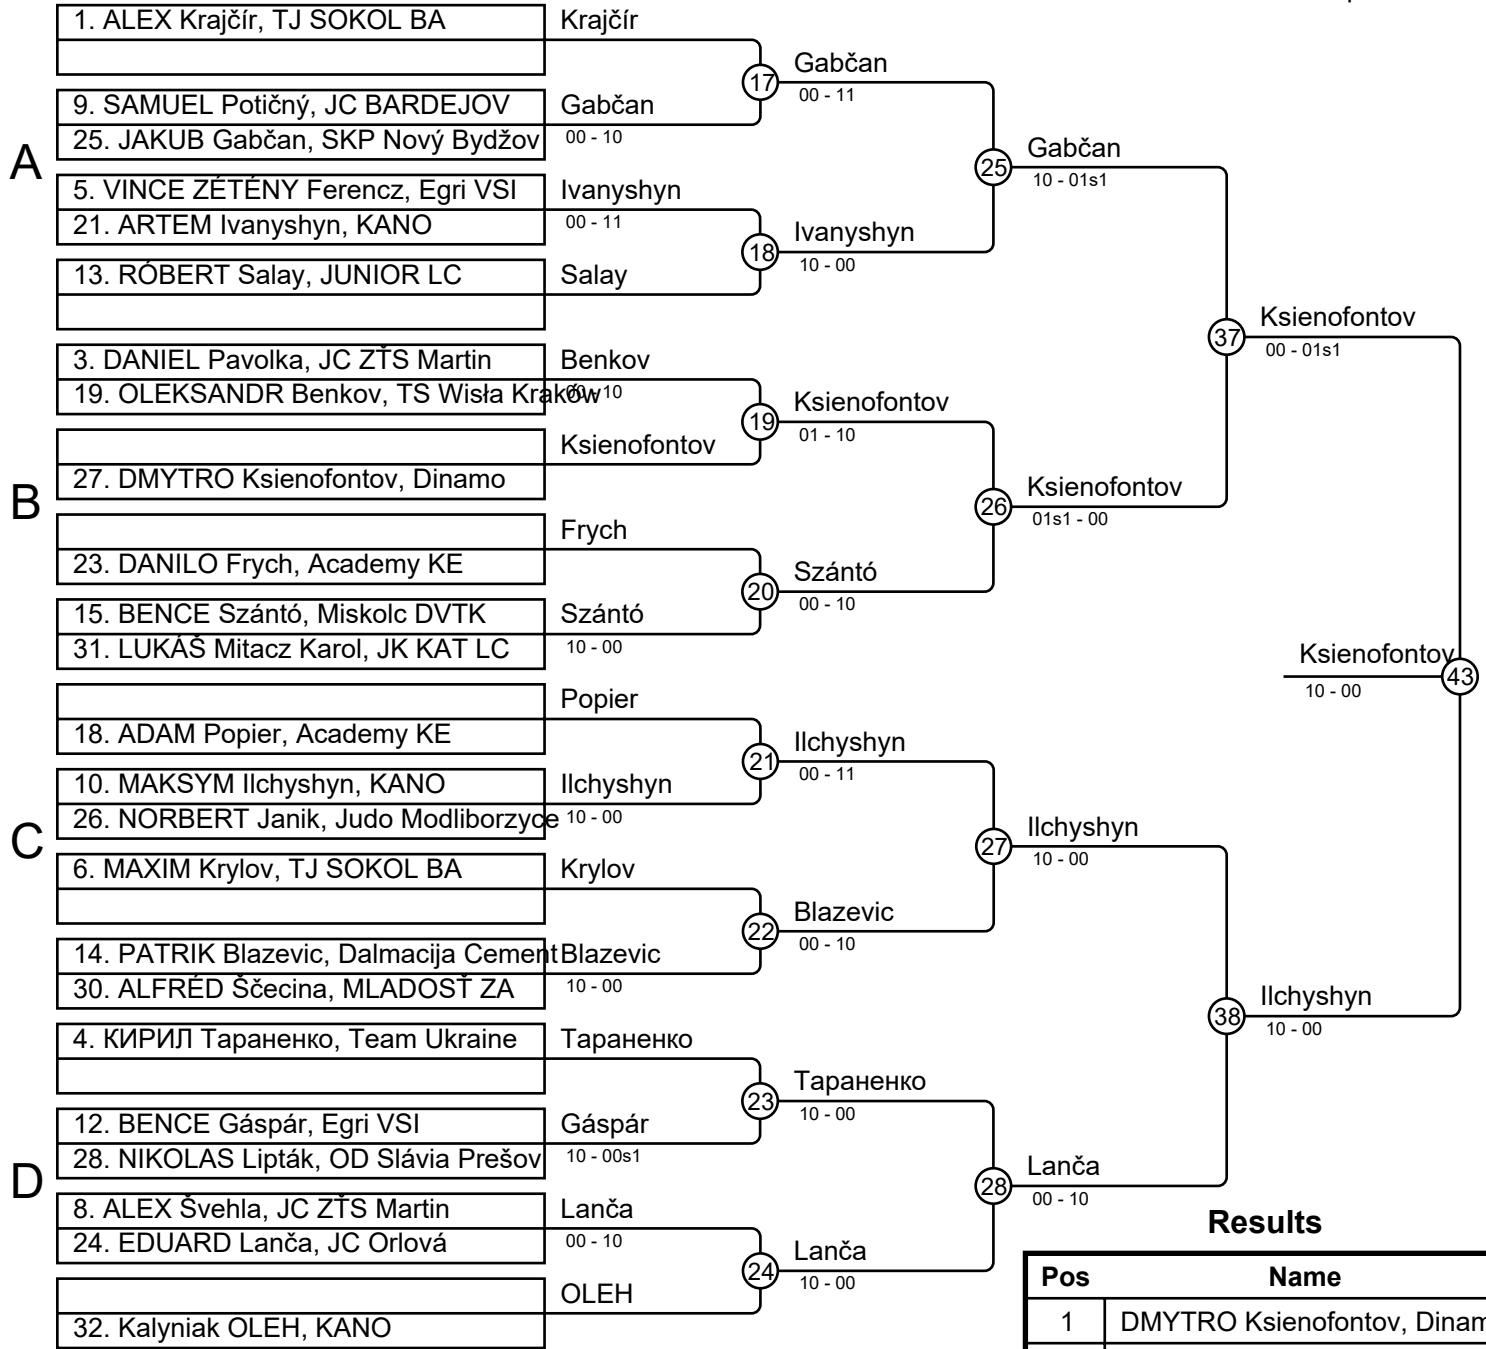 1. ALEX Krajčír, TJ SOKOL BA
Krajčír
17
Gabčan
00 - 11
9. SAMUEL Potičný, JC BARDEJOV
25. JAKUB Gabčan, SKP Nový Bydžov
Gabčan
00 - 10
A
25
Gabčan
10 - 01s1
5. VINCE ZÉTÉNY Ferencz, Egri VSI
21. ARTEM Ivanyshyn, KANO
Ivanyshyn
00 - 11
18
Ivanyshyn
10 - 00
13. RÓBERT Salay, JUNIOR LC
Salay
37
Ksienofontov
00 - 01s1
3. DANIEL Pavolka, JC ZŤS Martin
19. OLEKSANDR Benkov, TS Wisła Kraków
Benkov
00 - 10
19
Ksienofontov
01 - 10
Ksienofontov
27. DMYTRO Ksienofontov, Dinamo
B
26
Ksienofontov
01s1 - 00
Frych
23. DANILO Frych, Academy KE
20
Szántó
00 - 10
15. BENCE Szántó, Miskolc DVTK
31. LUKÁŠ Mitacz Karol, JK KAT LC
Szántó
10 - 00
Ksienofontov
43
10 - 00
Popier
18. ADAM Popier, Academy KE
21
Ilchyshyn
00 - 11
10. MAKSYM Ilchyshyn, KANO
26. NORBERT Janik, Judo Modliborzyce
Ilchyshyn
10 - 00
C
27
Ilchyshyn
10 - 00
6. MAXIM Krylov, TJ SOKOL BA
Krylov
22
Blazevic
00 - 10
14. PATRIK Blazevic, Dalmacija Cement
30. ALFRÉD Ščecina, MLADOSŤ ZA
Blazevic
10 - 00
38
Ilchyshyn
10 - 00
4. КИРИЛ Тараненко, Team Ukraine
Тараненко
23
Тараненко
10 - 00
12. BENCE Gáspár, Egri VSI
28. NIKOLAS Lipták, OD Slávia Prešov
Gáspár
10 - 00s1
D
28
Lanča
00 - 10
8. ALEX Švehla, JC ZŤS Martin
24. EDUARD Lanča, JC Orlová
Lanča
00 - 10
24
Lanča
10 - 00
OLEH
32. Kalyniak OLEH, KANO
Results
Pos Name
1 DMYTRO Ksienofontov, Dinam